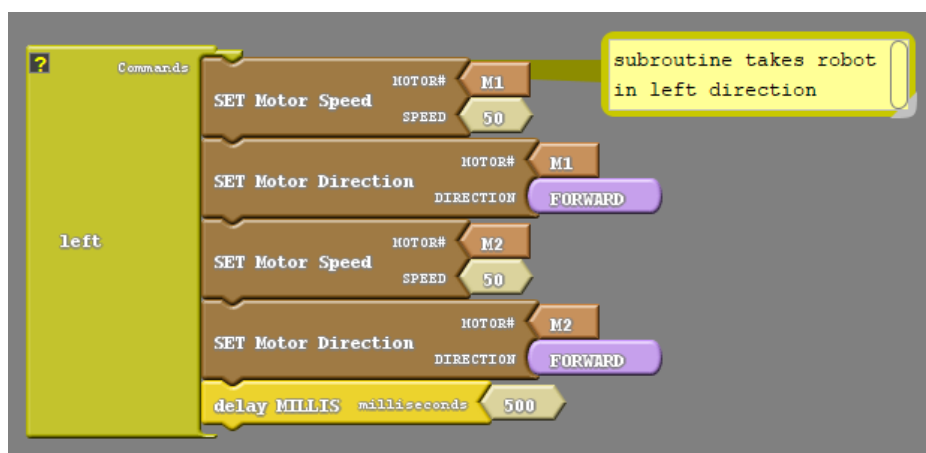 ?
Commands
left
SET Motor Speed
MOTOR# M1
SPEED 50
SET Motor Direction
MOTOR# M1
DIRECTION FORWARD
SET Motor Speed
MOTOR# M2
SPEED 50
SET Motor Direction
MOTOR# M2
DIRECTION FORWARD
delay MILLIS milliseconds 500
subroutine takes robot
in left direction